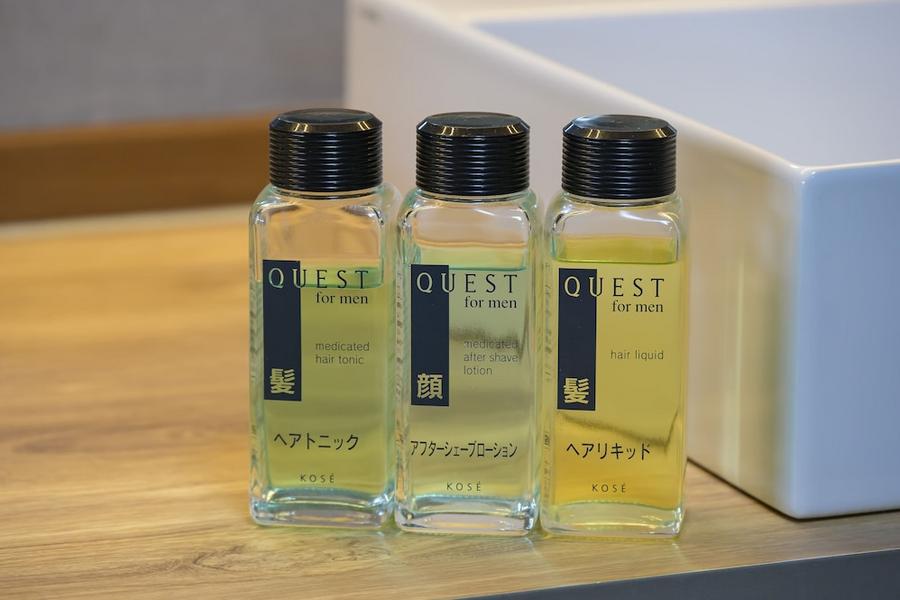 QUEST
for men
medicated
hair tonic
髪
ヘアトニック
KOSÉ
QUEST
for men
medicated
after shave
lotion
顔
アフターシェーブローション
KOSÉ
QUEST
for men
hair liquid
髪
ヘアリキッド
KOSÉ